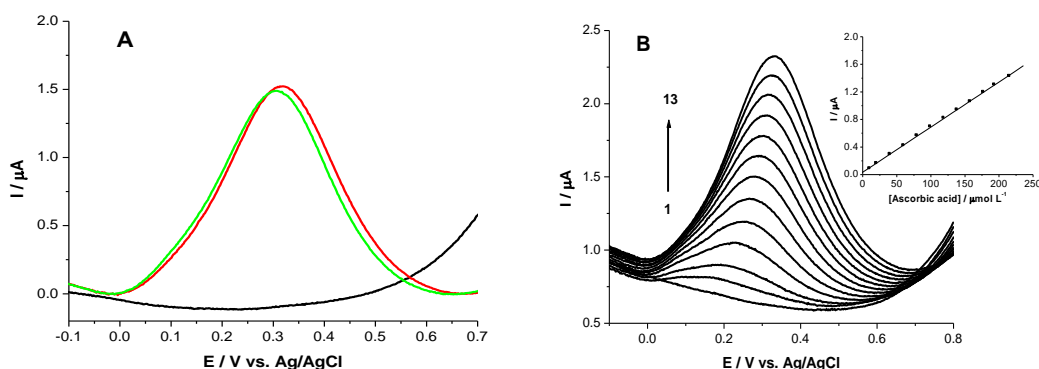 A
I / µA
2.0
1.5
1.0
0.5
0.0
-0.1 0.0 0.1 0.2 0.3 0.4 0.5 0.6 0.7
E / V vs. Ag/AgCl
B
I / µA
2.5
2.0
1.5
1.0
0.5
13
1
0.0 0.2 0.4 0.6 0.8
E / V vs. Ag/AgCl
I / µA
2.0
1.6
1.2
0.8
0.4
0.0
0 50 100 150 200 250
[Ascorbic acid] / µmol L⁻¹